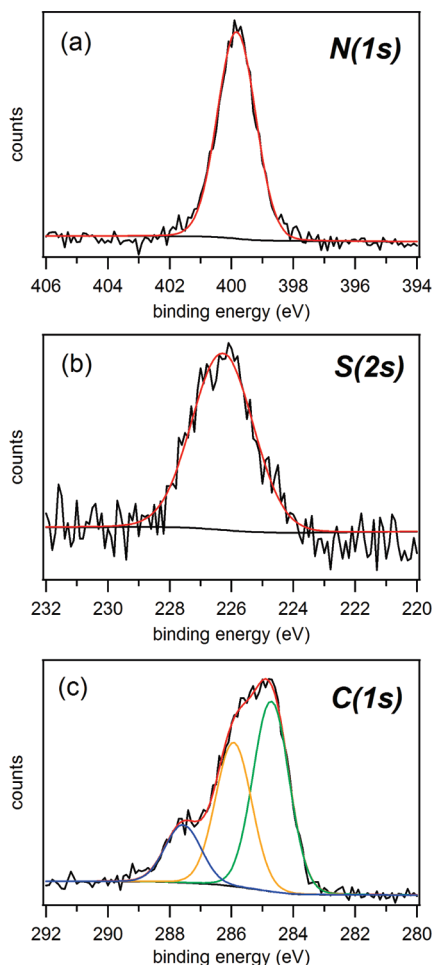 (a)
N(1s)
counts
406 404 402 400 398 396 394
binding energy (eV)
(b)
S(2s)
counts
232 230 228 226 224 222 220
binding energy (eV)
(c)
C(1s)
counts
292 290 288 286 284 282 280
binding energy (eV)